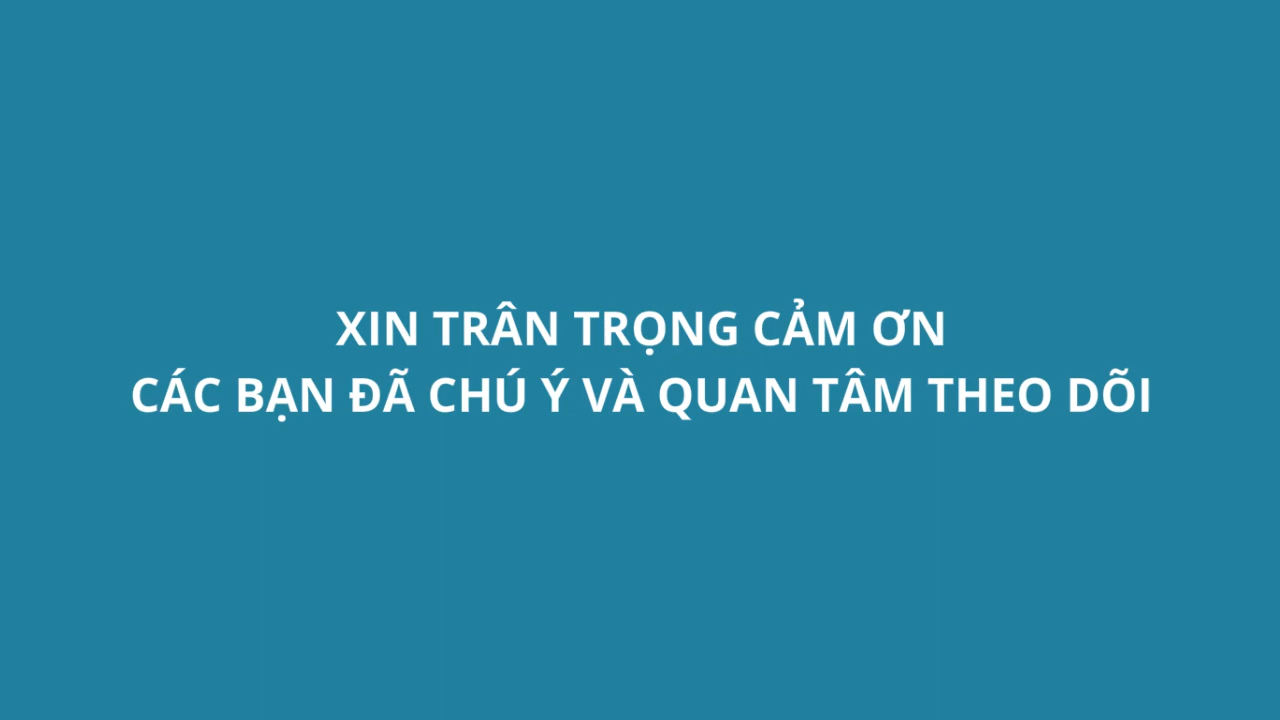 XIN TRÂN TRỌNG CẢM ƠN
CÁC BẠN ĐÃ CHÚ Ý VÀ QUAN TÂM THEO DÕI